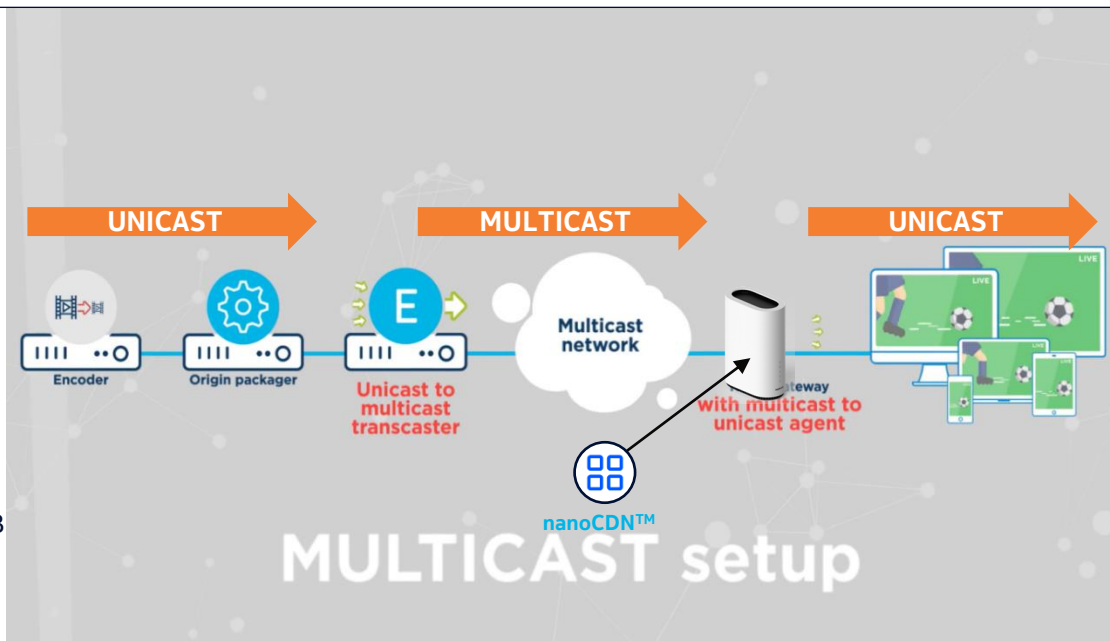 UNICAST
MULTICAST
UNICAST
LIVE
LIVE
E
Multicast
network
Encoder
Origin packager
Unicast to
multicast
transcaster
with multicast to
unicast agent
nanoCDN™
MULTICAST setup